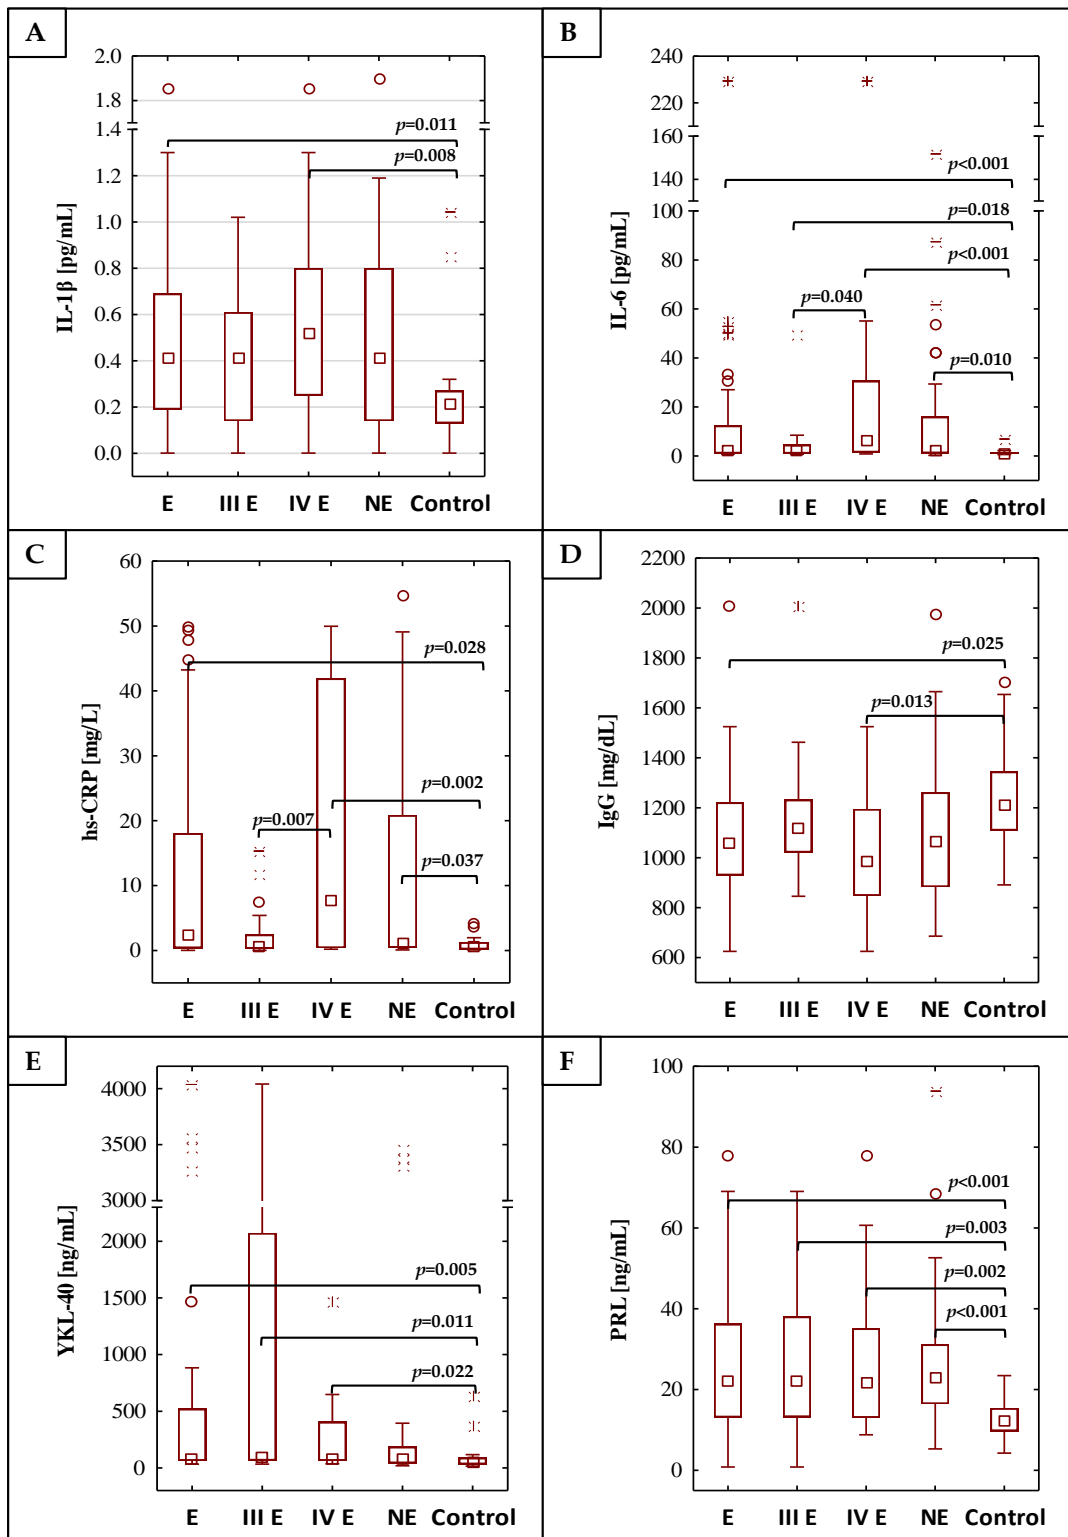 A
IL-1β [pg/mL]
2.0
1.8
1.4
1.2
1.0
0.8
0.6
0.4
0.2
0.0
p=0.011
p=0.008
E III E IV E NE Control
B
IL-6 [pg/mL]
240
220
160
140
100
80
60
40
20
0
p<0.001
p=0.018
p<0.001
p=0.040
p=0.010
E III E IV E NE Control
C
hs-CRP [mg/L]
60
50
40
30
20
10
0
p=0.028
p=0.002
p=0.007
p=0.037
E III E IV E NE Control
D
IgG [mg/dL]
2200
2000
1800
1600
1400
1200
1000
800
600
p=0.025
p=0.013
E III E IV E NE Control
E
YKL-40 [ng/mL]
4000
3500
3000
2000
1500
1000
500
0
p=0.005
p=0.011
p=0.022
E III E IV E NE Control
F
PRL [ng/mL]
100
80
60
40
20
0
p<0.001
p=0.003
p=0.002
p<0.001
E III E IV E NE Control